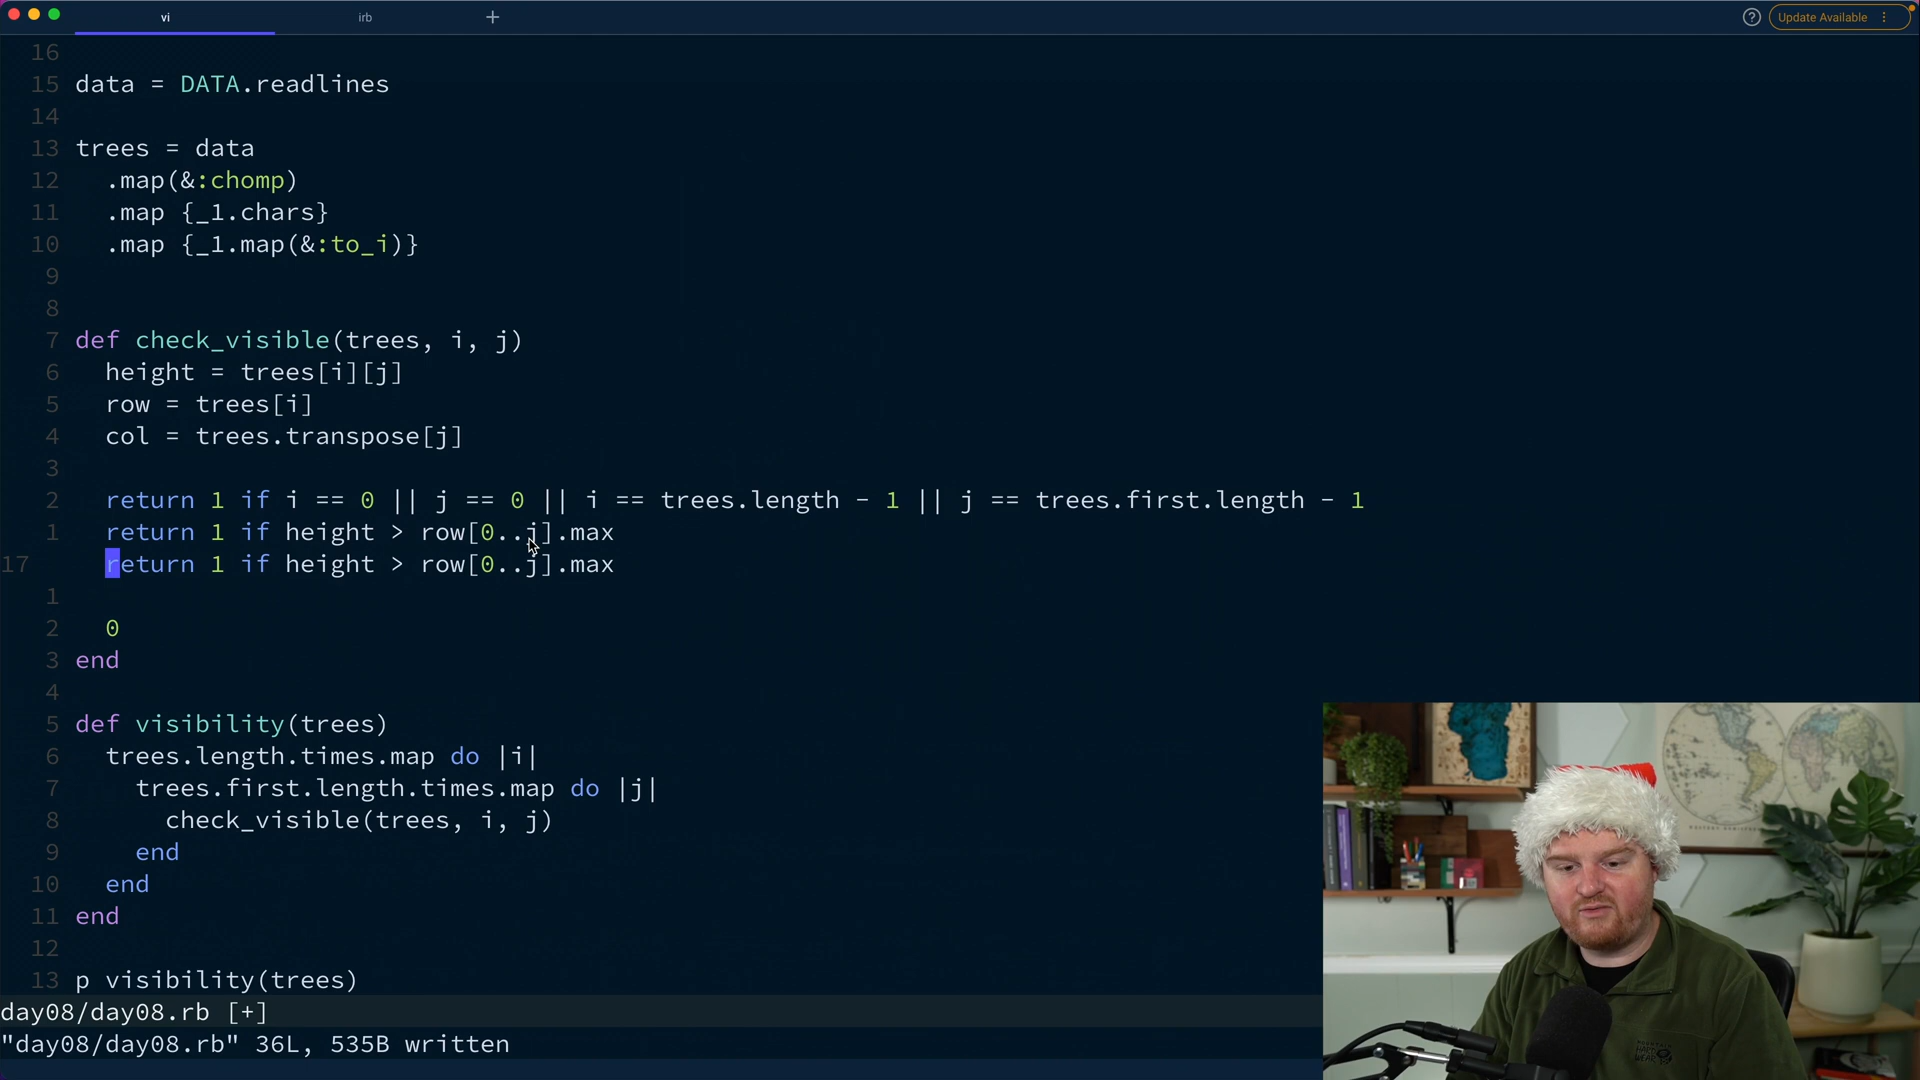 vi irb + ? Update Available ⋮
16
15 data = DATA.readlines
14
13 trees = data
12   .map(&:chomp)
11   .map {_1.chars}
10   .map {_1.map(&:to_i)}
9
8
7 def check_visible(trees, i, j)
6   height = trees[i][j]
5   row = trees[i]
4   col = trees.transpose[j]
3
2   return 1 if i == 0 || j == 0 || i == trees.length - 1 || j == trees.first.length - 1
1   return 1 if height > row[0..j].max
17   return 1 if height > row[0..j].max
1
2   0
3 end
4
5 def visibility(trees)
6   trees.length.times.map do |i|
7     trees.first.length.times.map do |j|
8       check_visible(trees, i, j)
9     end
10   end
11 end
12
13 p visibility(trees)
day08/day08.rb [+]
"day08/day08.rb" 36L, 535B written